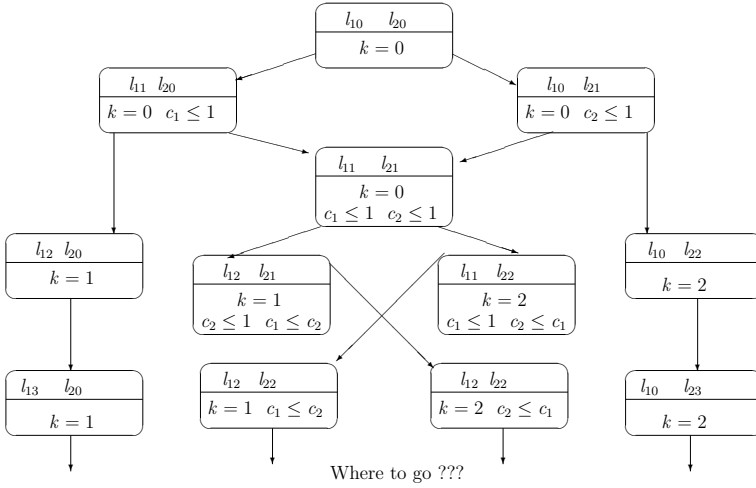 l₁₀ l₂₀
k = 0
l₁₁ l₂₀
k = 0 c₁ ≤ 1
l₁₀ l₂₁
k = 0 c₂ ≤ 1
l₁₁ l₂₁
k = 0
c₁ ≤ 1 c₂ ≤ 1
l₁₂ l₂₀
k = 1
l₁₂ l₂₁
k = 1
c₂ ≤ 1 c₁ ≤ c₂
l₁₁ l₂₂
k = 2
c₁ ≤ 1 c₂ ≤ c₁
l₁₀ l₂₂
k = 2
l₁₃ l₂₀
k = 1
l₁₂ l₂₂
k = 1 c₁ ≤ c₂
l₁₂ l₂₂
k = 2 c₂ ≤ c₁
l₁₀ l₂₃
k = 2
Where to go ???